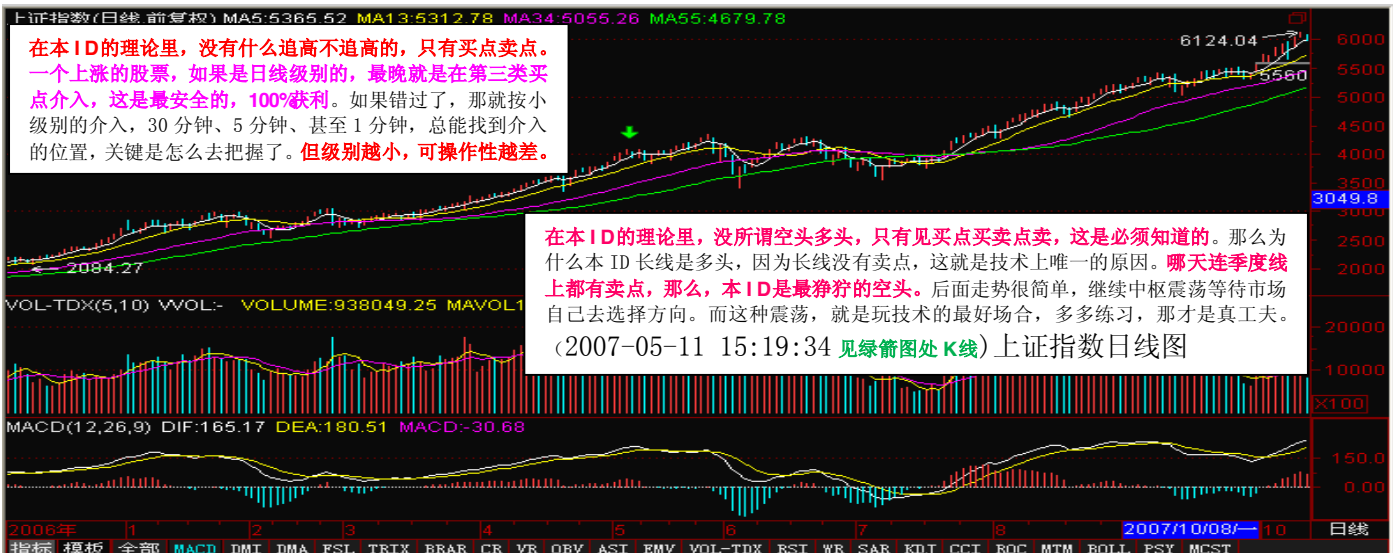 上证指数(日线.前复权) MA5:5365.52 MA13:5312.78 MA34:5055.26 MA55:4679.78
在本ID的理论里，没有什么追高不追高的，只有买点卖点。
一个上涨的股票，如果是日线级别的，最晚就是在第三类买
点介入，这是最安全的，100%获利。如果错过了，那就按小
级别的介入，30 分钟、5 分钟、甚至 1 分钟，总能找到介入
的位置，关键是怎么去把握了。但级别越小，可操作性越差。
6124.04
5560
6000
5500
5000
4500
4000
3500
3049.8
3000
2500
2000
2084.27
在本ID的理论里，没所谓空头多头，只有见买点买卖点卖，这是必须知道的。那么为
什么本 ID 长线是多头，因为长线没有卖点，这就是技术上唯一的原因。哪天连季度线
上都有卖点，那么，本ID是最狰狞的空头。后面走势很简单，继续中枢震荡等待市场
自己去选择方向。而这种震荡，就是玩技术的最好场合，多多练习，那才是真工夫。
（2007-05-11 15:19:34 见绿箭图处 K线）上证指数日线图
VOL-TDX(5,10) VVOL:- VOLUME:938049.25 MAVOL1
20000
10000
X100
MACD(12,26,9) DIF:165.17 DEA:180.51 MACD:-30.68
150.0
0.00
2006年 1 2 3 4 5 6 7 8 2007/10/08/一 10 日线
指标 模板 全部 MACD DMI DMA FSL TRIX BRAR CR VR OBV ASI EMV VOL-TDX RSI WR SAR KDJ CCI ROC MTM BOLL PSY MCST